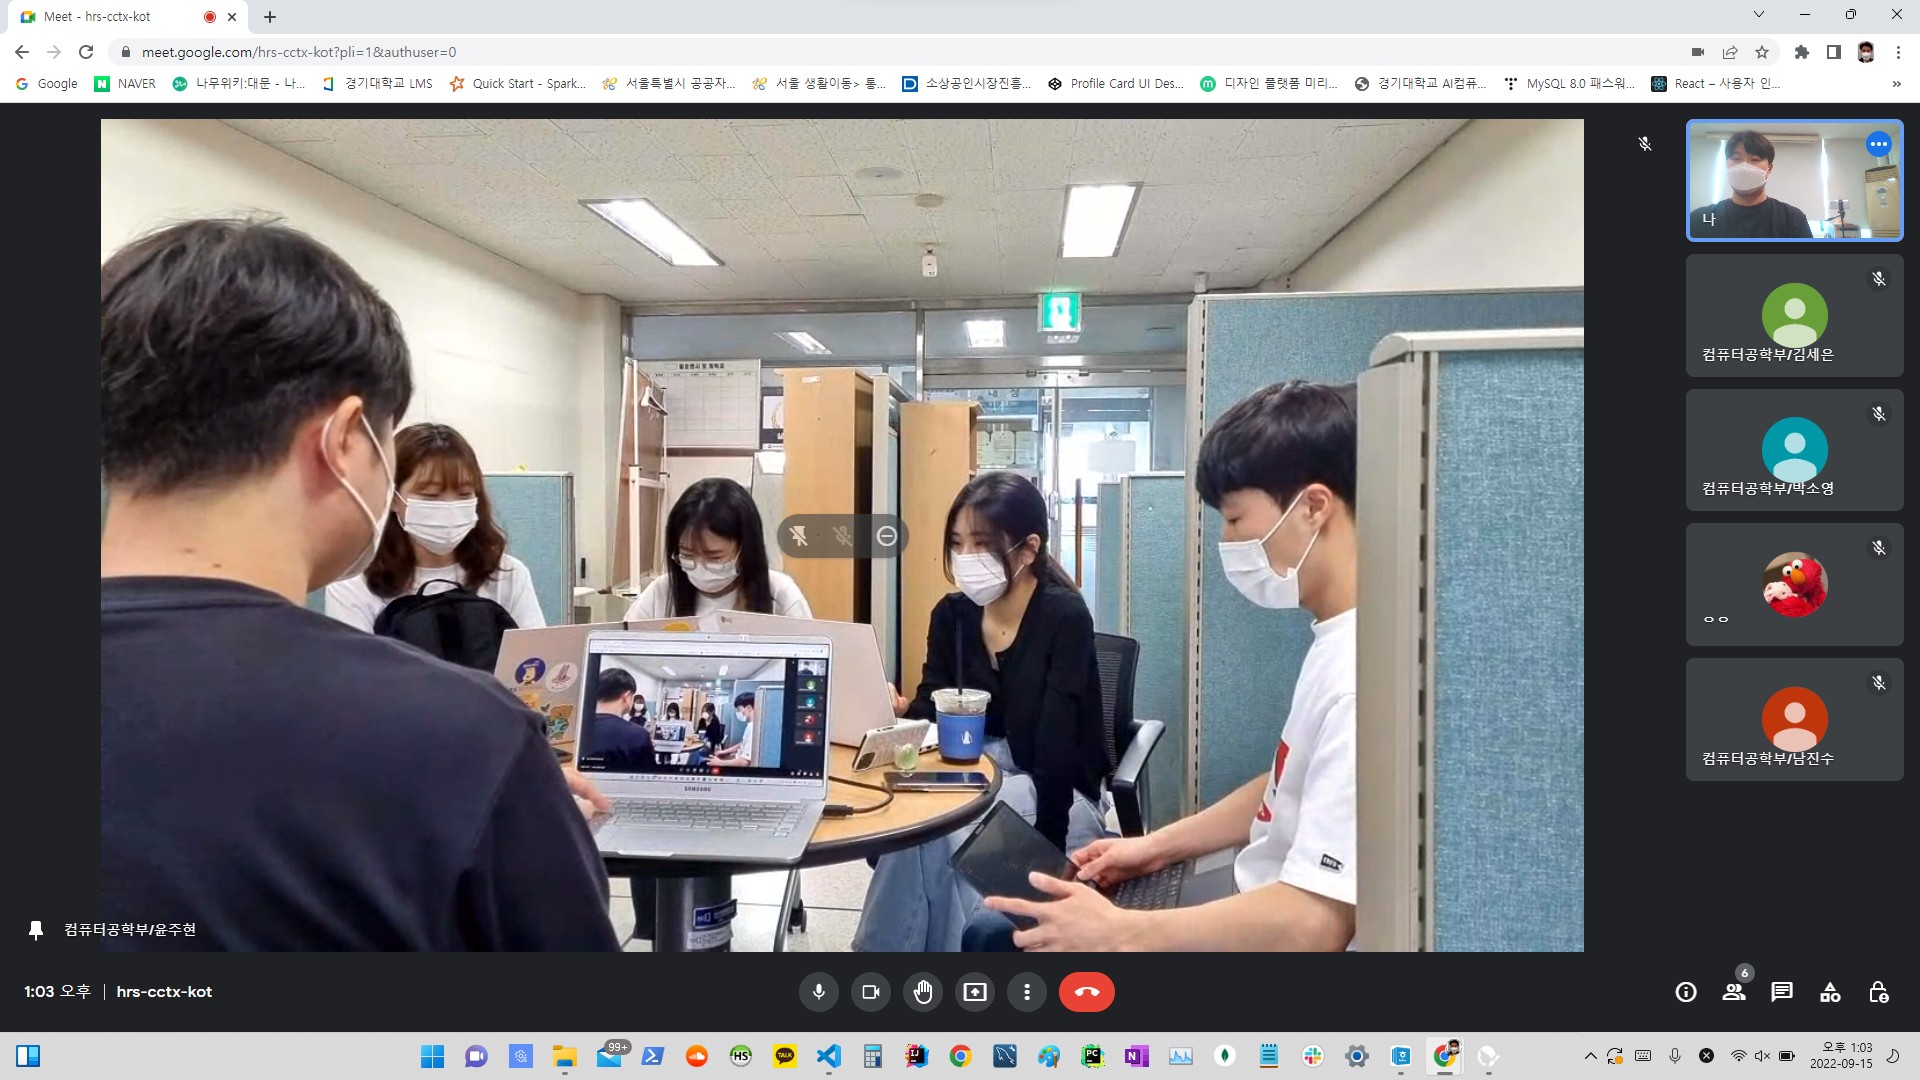 Meet - hrs-cctx-kot
meet.google.com/hrs-cctx-kot?pli=1&authuser=0
Google
NAVER
나무위키:대문 - 나...
경기대학교 LMS
Quick Start - Spark...
서울특별시 공공자...
서울 생활이동> 통...
소상공인시장진흥...
Profile Card UI Des...
디자인 플랫폼 미리...
경기대학교 AI컴퓨...
MySQL 8.0 패스워...
React – 사용자 인...
나
컴퓨터공학부/김세은
컴퓨터공학부/박소영
ㅇㅇ
컴퓨터공학부/남진수
SAMSUNG
컴퓨터공학부/윤주현
1:03 오후
hrs-cctx-kot
6
99+
HS
TALK
IJ
PC
N
오후 1:03
2022-09-15